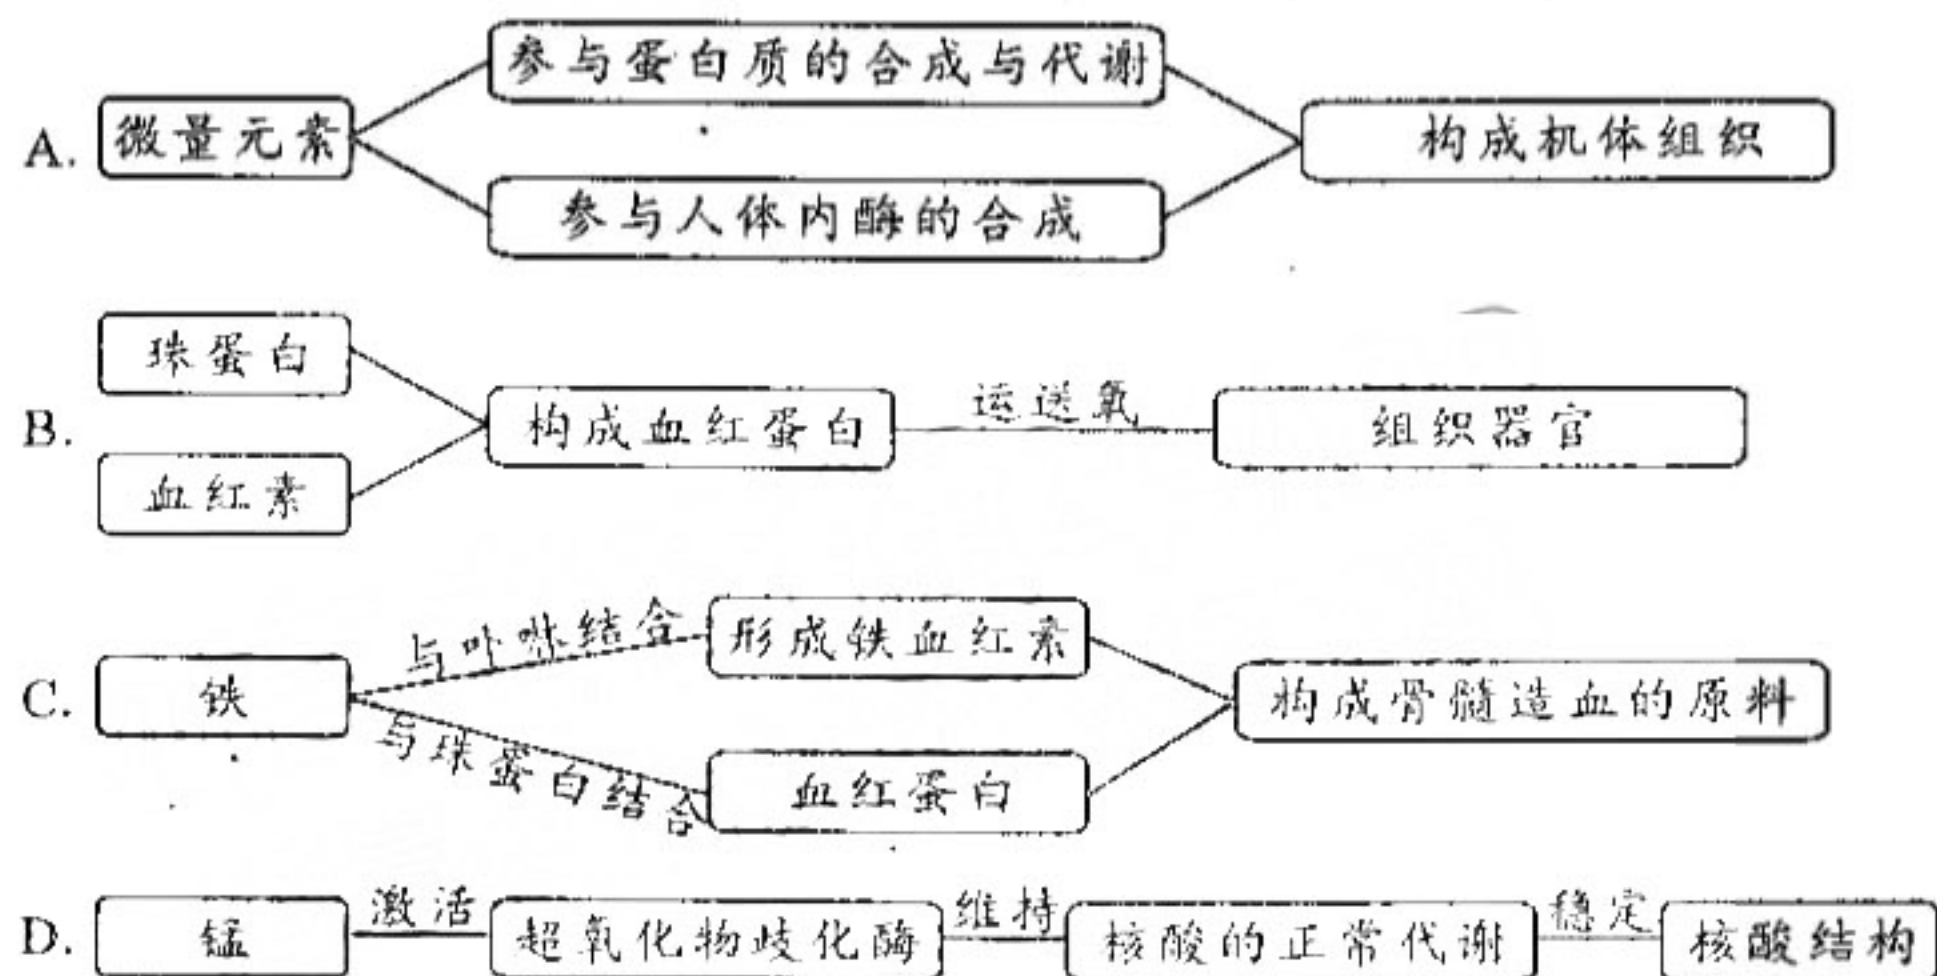 参与蛋白质的合成与代谢
A. 微量元素 构成机体组织
参与人体内酶的合成
珠蛋白
B. 构成血红蛋白 运送氧 组织器官
血红素
与卟啉结合 形成铁血红素
C. 铁 构成骨髓造血的原料
与珠蛋白结合 血红蛋白
D. 锰 激活 超氧化物歧化酶 维持 核酸的正常代谢 稳定 核酸结构